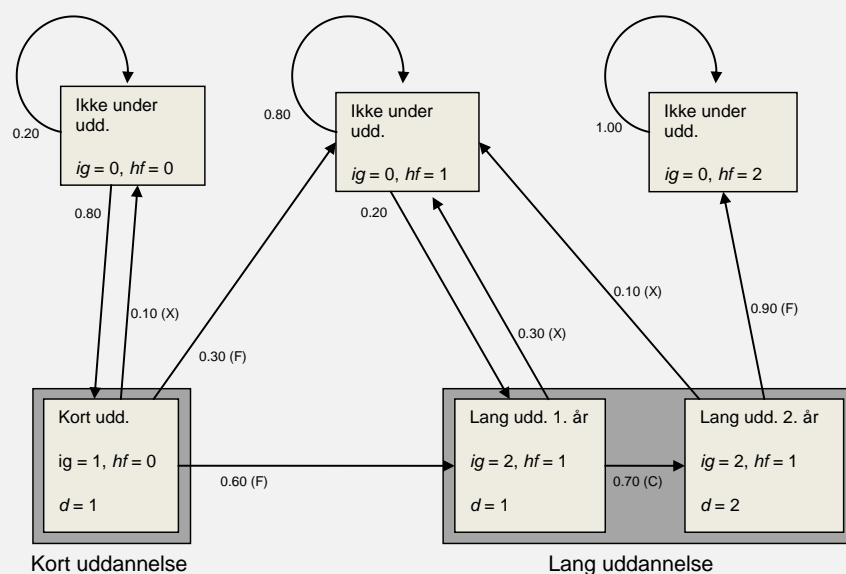 Ikke under
udd.
ig = 0, hf = 0
0.20
Ikke under
udd.
ig = 0, hf = 1
0.80
Ikke under
udd.
ig = 0, hf = 2
1.00
0.80
0.20
0.10 (X)
0.30 (F)
0.30 (X)
0.10 (X)
0.90 (F)
Kort udd.
ig = 1, hf = 0
d = 1
0.60 (F)
Lang udd. 1. år
ig = 2, hf = 1
d = 1
0.70 (C)
Lang udd. 2. år
ig = 2, hf = 1
d = 2
Kort uddannelse
Lang uddannelse